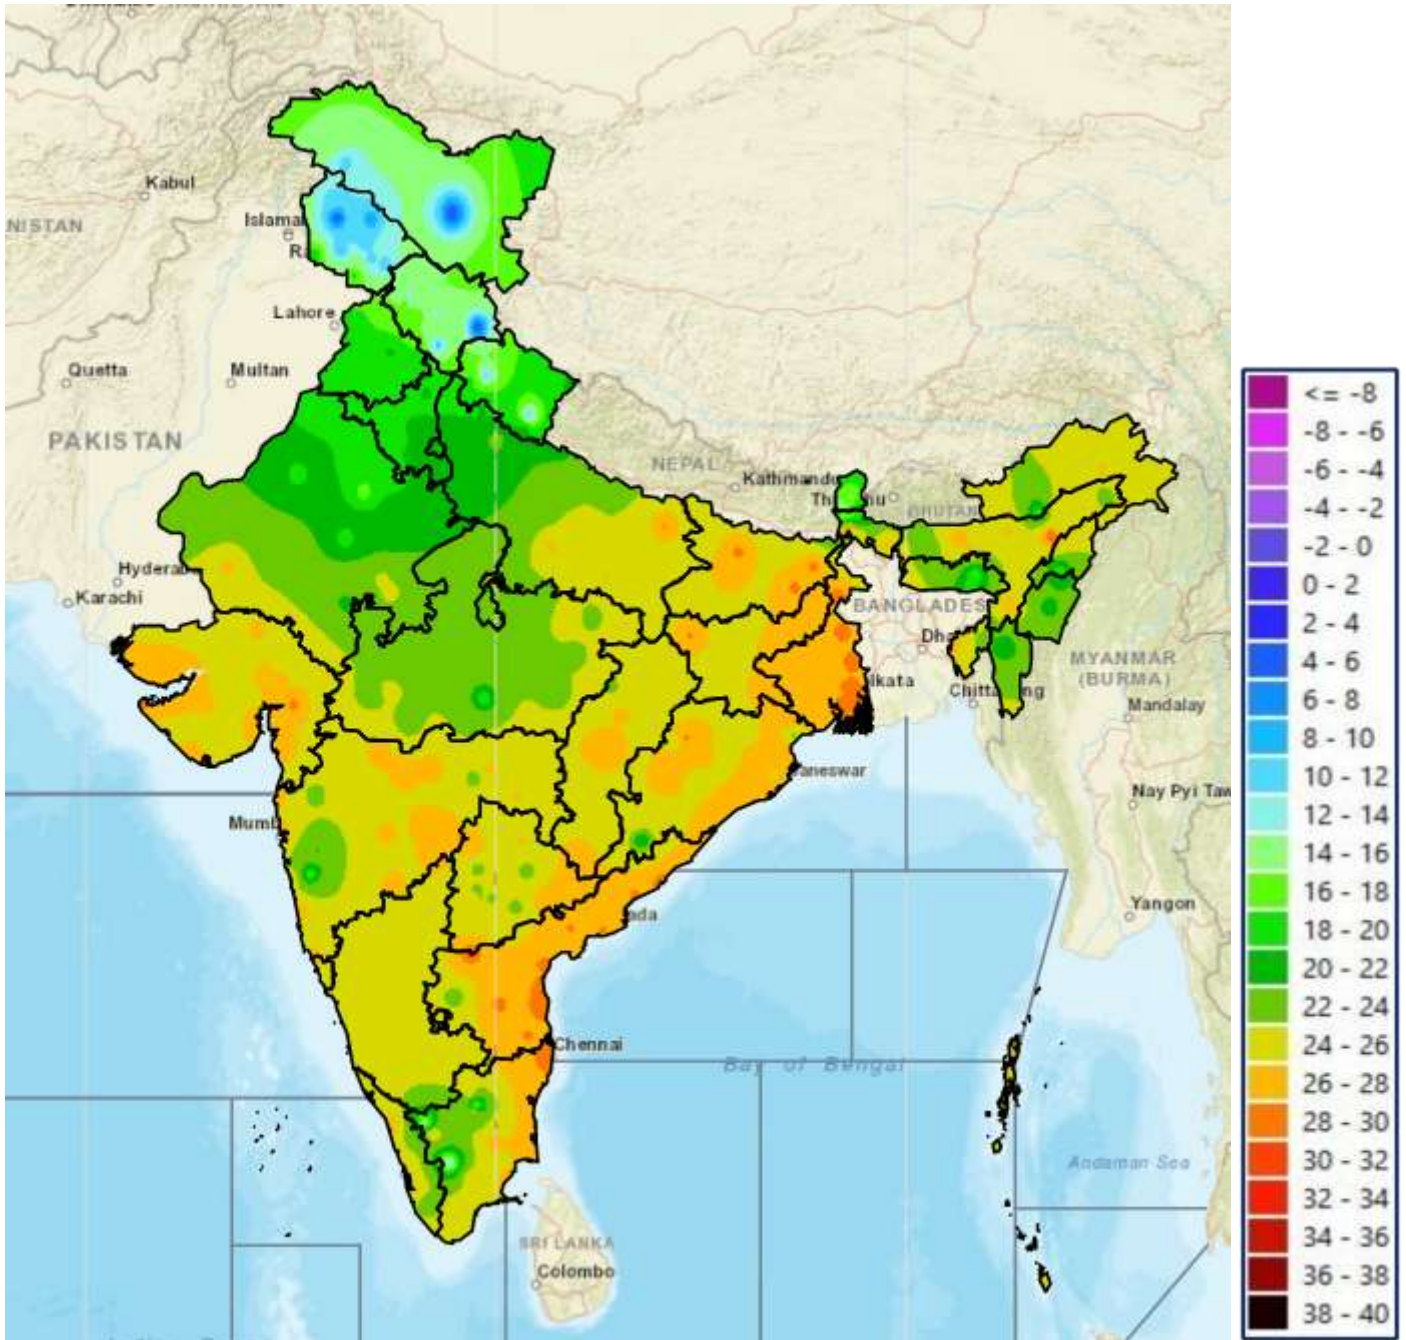 Kabul
Islama
NISTAN
R
Lahore
Quetta
Multan
PAKISTAN
NEPAL
Kathmandu
Th
hu
BHUTAN
Hyderab
Karachi
BANGLADES
Dha
MYANMAR
(BURMA)
lkata
Chitta
ng
Mandalay
aneswar
Nay Pyi Taw
Mumb
Yangon
ada
Chennai
Bay of Bengal
Andaman Sea
SRI LANKA
Colombo
<= -8
-8 - -6
-6 - -4
-4 - -2
-2 - 0
0 - 2
2 - 4
4 - 6
6 - 8
8 - 10
10 - 12
12 - 14
14 - 16
16 - 18
18 - 20
20 - 22
22 - 24
24 - 26
26 - 28
28 - 30
30 - 32
32 - 34
34 - 36
36 - 38
38 - 40